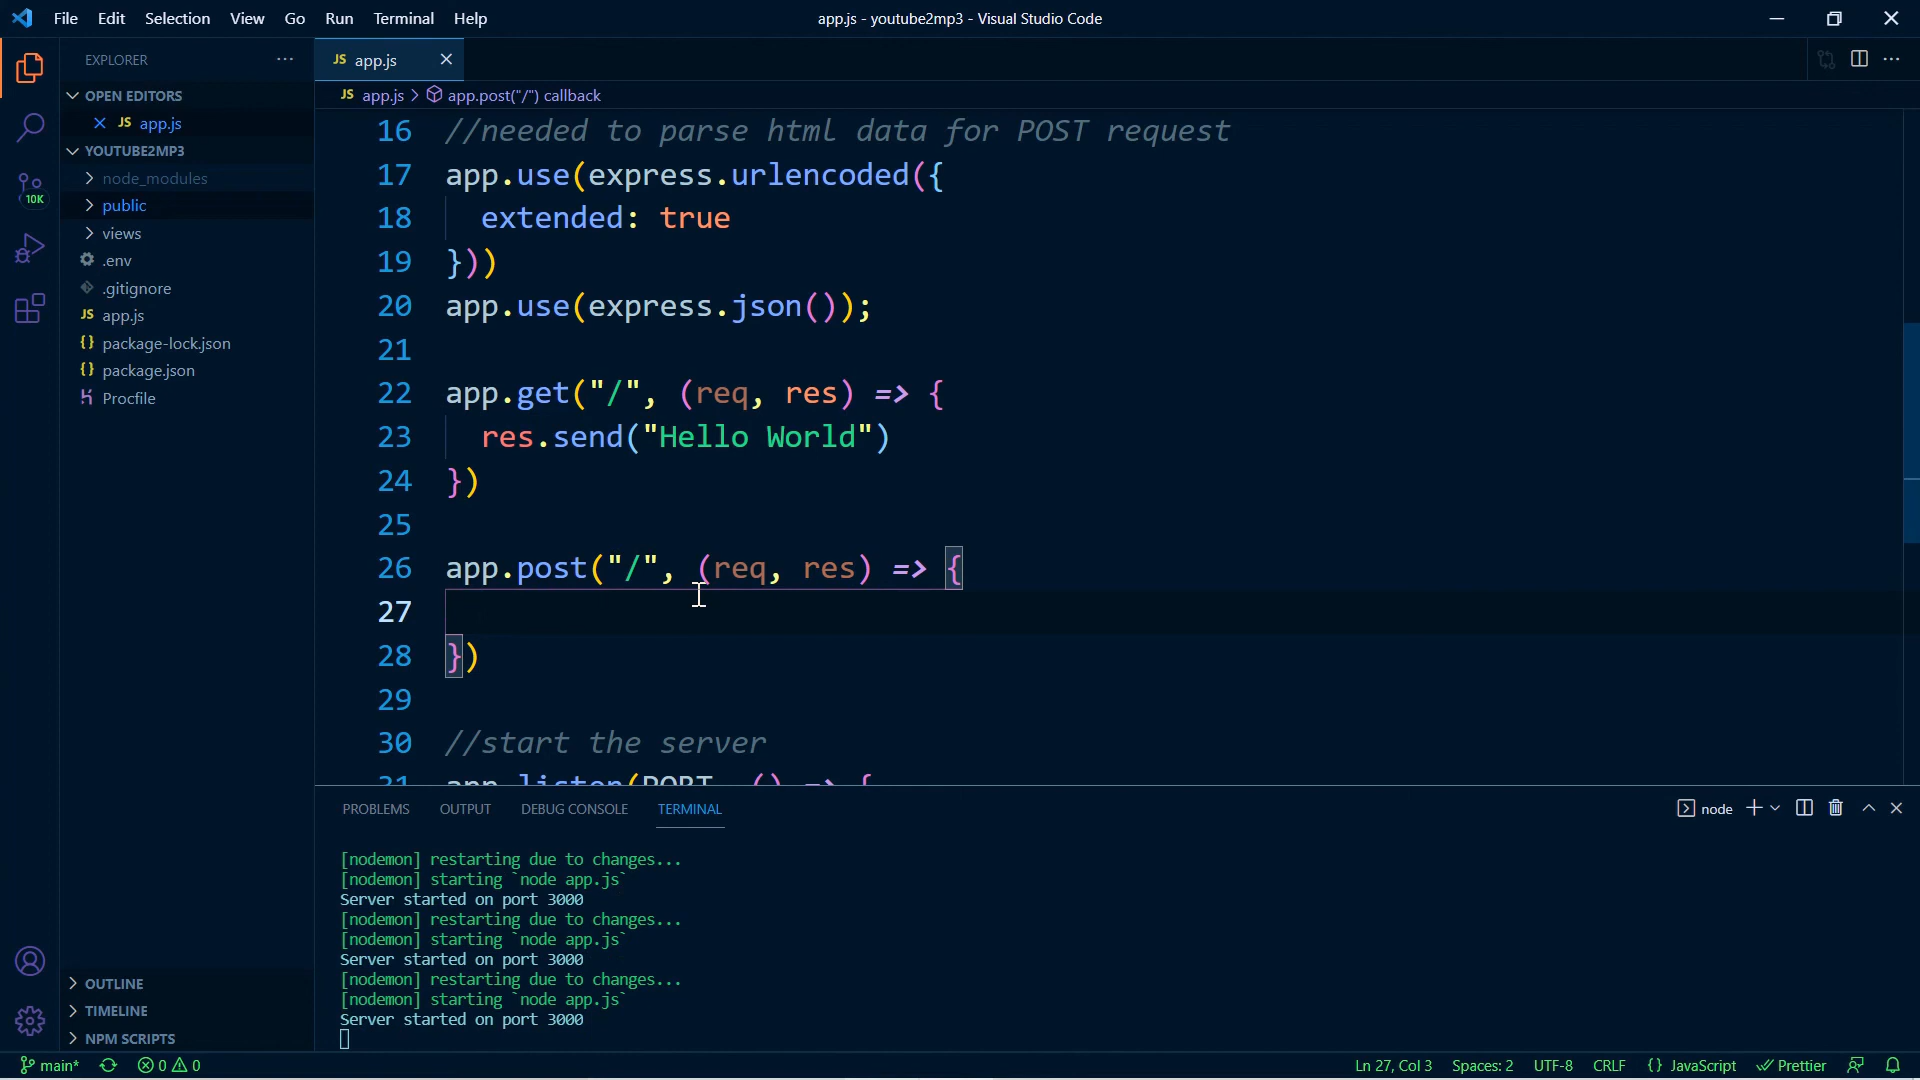 File Edit Selection View Go Run Terminal Help
app.js - youtube2mp3 - Visual Studio Code
EXPLORER
JS app.js
OPEN EDITORS
JS app.js > app.post("/") callback
JS app.js
YOUTUBE2MP3
node_modules
public
views
.env
.gitignore
JS app.js
{} package-lock.json
{} package.json
Procfile
10K
16 //needed to parse html data for POST request
17 app.use(express.urlencoded({
18 extended: true
19 }))
20 app.use(express.json());
21
22 app.get("/", (req, res) => {
23 res.send("Hello World")
24 })
25
26 app.post("/", (req, res) => {
27
28 })
29
30 //start the server
31 app.listen(PORT, () => {
PROBLEMS OUTPUT DEBUG CONSOLE TERMINAL
node
[nodemon] restarting due to changes...
[nodemon] starting `node app.js`
Server started on port 3000
[nodemon] restarting due to changes...
[nodemon] starting `node app.js`
Server started on port 3000
[nodemon] restarting due to changes...
[nodemon] starting `node app.js`
Server started on port 3000
OUTLINE
TIMELINE
NPM SCRIPTS
main* 0 0
Ln 27, Col 3 Spaces: 2 UTF-8 CRLF {} JavaScript Prettier